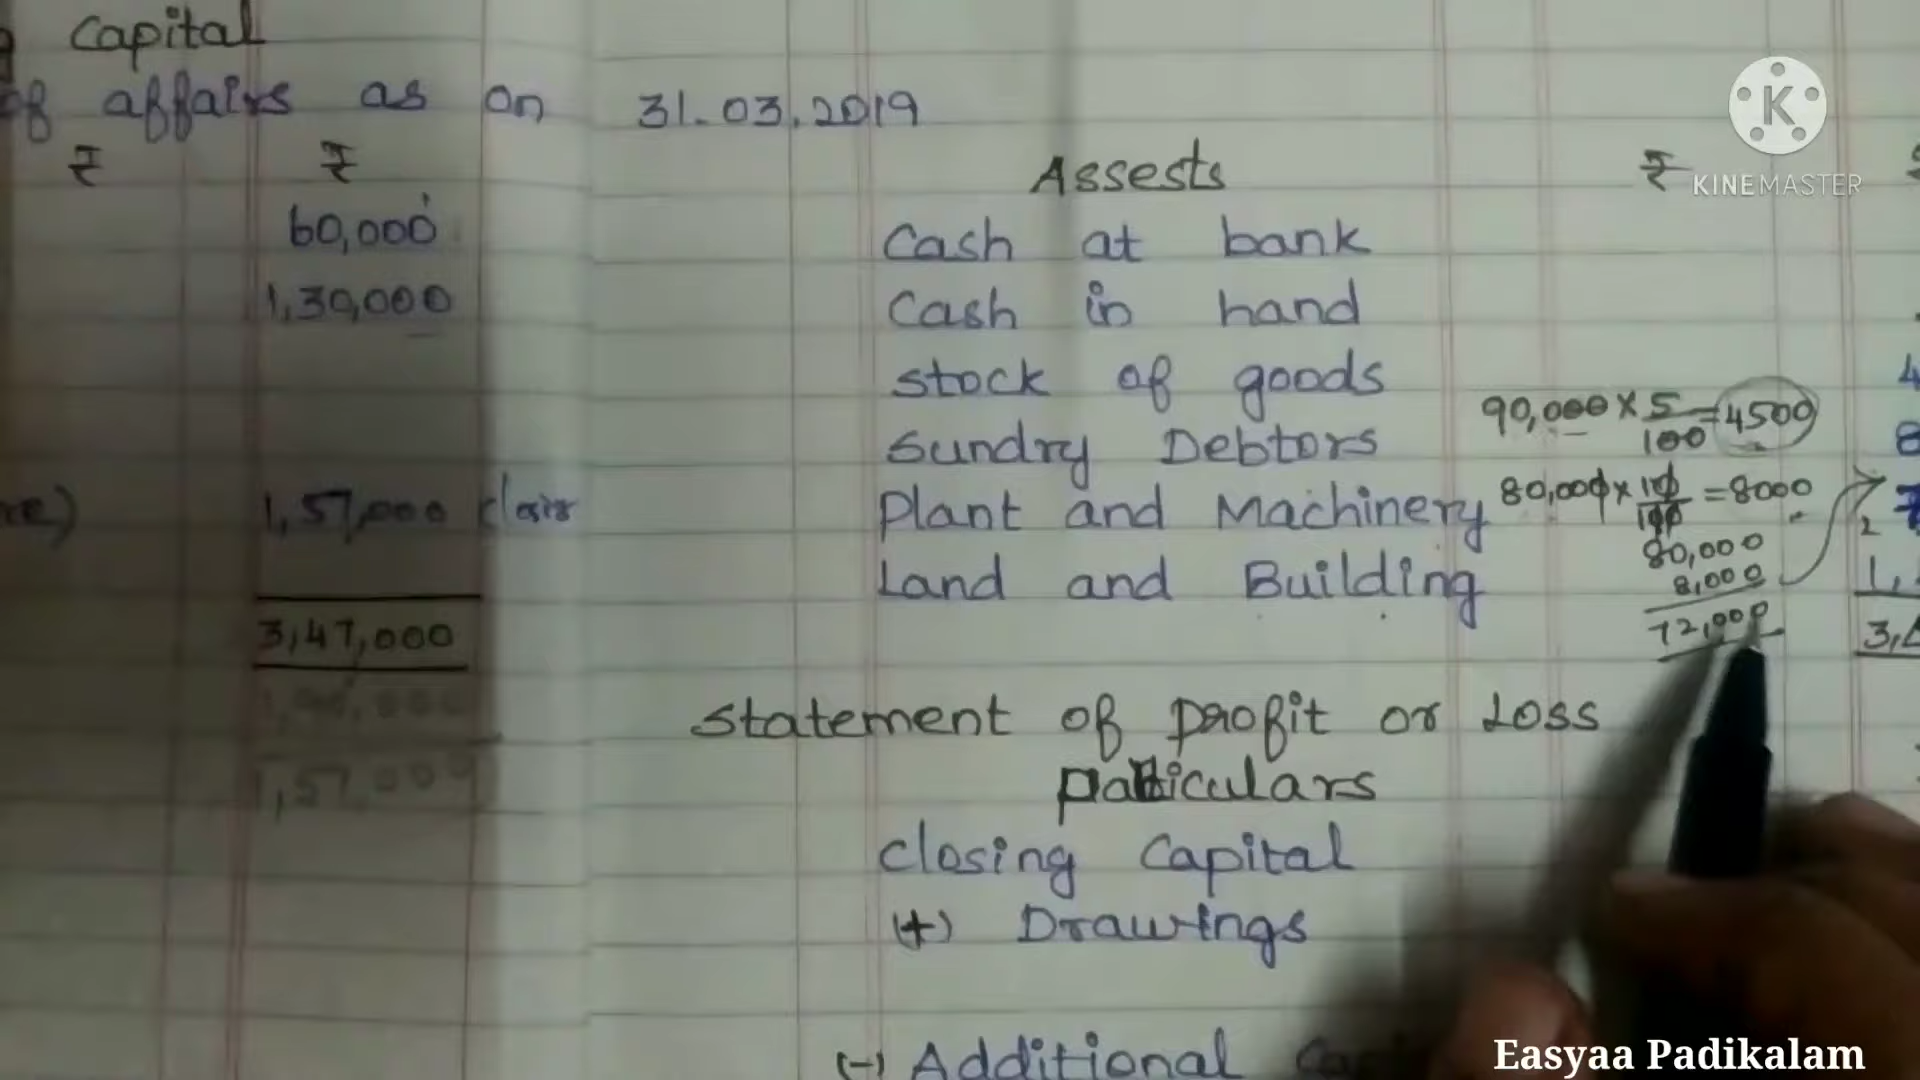 Capital
of affairs as on 31.03.2019
₹ ₹ Assests ₹
60,000 Cash at bank
1,30,000 Cash in hand
Stock of goods
90,000 × 5/100 = 4500
Sundry Debtors
1,57,000 Plant and Machinery 80,000 × 10/100 = 8000
80,000
Land and Building 8,000
3,47,000 72,000
Statement of Profit or Loss
Particulars
1,57,000
Closing Capital
(+) Drawings
(-) Additional
K
KINEMASTER
Easyaa Padikalam